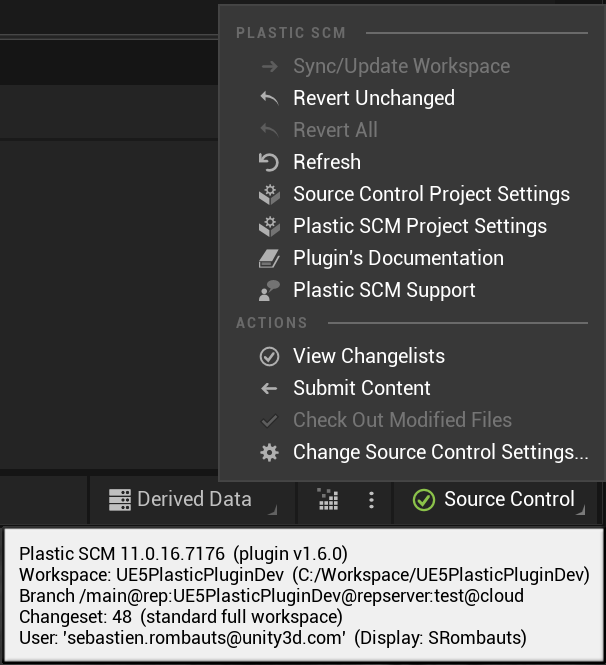 PLASTIC SCM
Sync/Update Workspace
Revert Unchanged
Revert All
Refresh
Source Control Project Settings
Plastic SCM Project Settings
Plugin's Documentation
Plastic SCM Support
ACTIONS
View Changelists
Submit Content
Check Out Modified Files
Change Source Control Settings...
Derived Data
Source Control
Plastic SCM 11.0.16.7176 (plugin v1.6.0)
Workspace: UE5PlasticPluginDev (C:/Workspace/UE5PlasticPluginDev)
Branch /main@rep:UE5PlasticPluginDev@repserver:test@cloud
Changeset: 48 (standard full workspace)
User: 'sebastien.rombauts@unity3d.com' (Display: SRombauts)